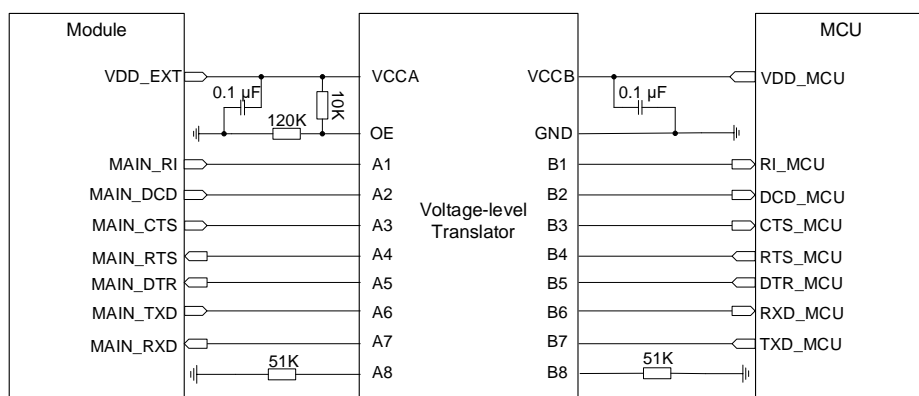 Module
MCU
VDD_EXT
VCCA
VCCB
VDD_MCU
0.1 µF
10K
0.1 µF
120K
OE
GND
MAIN_RI
A1
B1
RI_MCU
MAIN_DCD
A2
B2
DCD_MCU
Voltage-level
Translator
MAIN_CTS
A3
B3
CTS_MCU
MAIN_RTS
A4
B4
RTS_MCU
MAIN_DTR
A5
B5
DTR_MCU
MAIN_TXD
A6
B6
RXD_MCU
MAIN_RXD
A7
B7
TXD_MCU
51K
A8
B8
51K